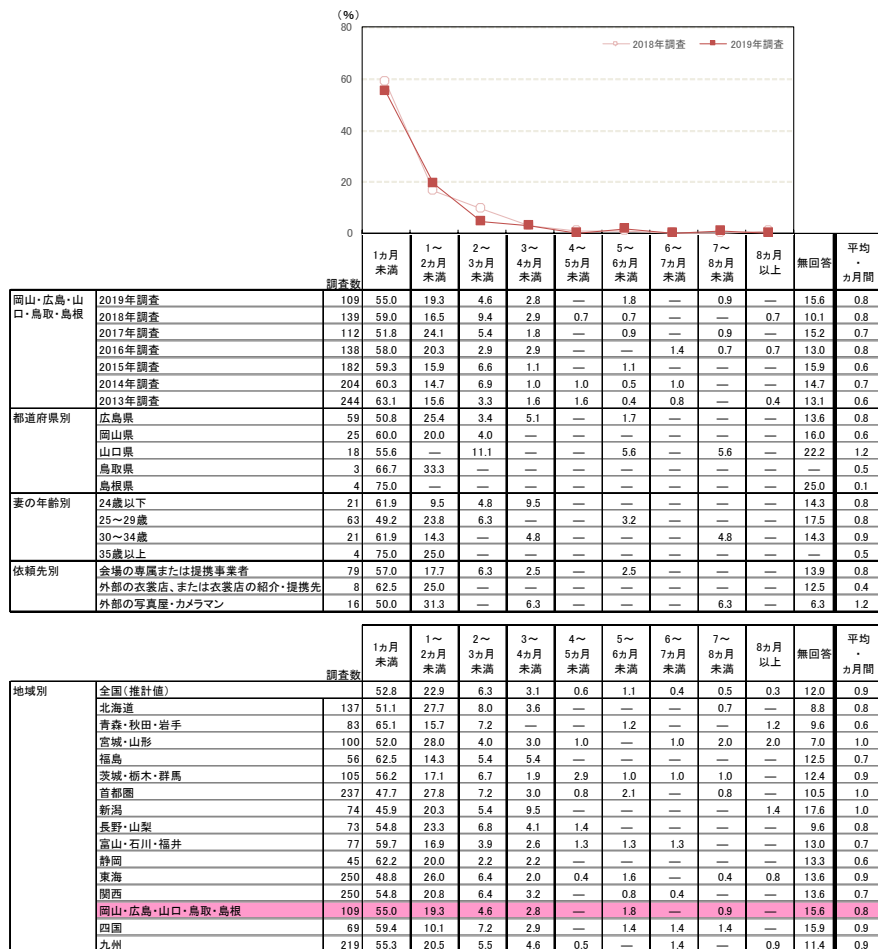 (%)
80
60
40
20
0
2018年調査 2019年調査
調査数 1ヵ月未満 1～2ヵ月未満 2～3ヵ月未満 3～4ヵ月未満 4～5ヵ月未満 5～6ヵ月未満 6～7ヵ月未満 7～8ヵ月未満 8ヵ月以上 無回答 平均・ヵ月間
岡山・広島・山口・鳥取・島根 2019年調査 109 55.0 19.3 4.6 2.8 — 1.8 — 0.9 — 15.6 0.8
2018年調査 139 59.0 16.5 9.4 2.9 0.7 0.7 — — 0.7 10.1 0.8
2017年調査 112 51.8 24.1 5.4 1.8 — 0.9 — 0.9 — 15.2 0.7
2016年調査 138 58.0 20.3 2.9 2.9 — — 1.4 0.7 0.7 13.0 0.8
2015年調査 182 59.3 15.9 6.6 1.1 — 1.1 — — — 15.9 0.6
2014年調査 204 60.3 14.7 6.9 1.0 1.0 0.5 1.0 — — 14.7 0.7
2013年調査 244 63.1 15.6 3.3 1.6 1.6 0.4 0.8 — 0.4 13.1 0.6
都道府県別 広島県 59 50.8 25.4 3.4 5.1 — 1.7 — — — 13.6 0.8
岡山県 25 60.0 20.0 4.0 — — — — — — 16.0 0.6
山口県 18 55.6 — 11.1 — — 5.6 — 5.6 — 22.2 1.2
鳥取県 3 66.7 33.3 — — — — — — — — 0.5
島根県 4 75.0 — — — — — — — — 25.0 0.1
妻の年齢別 24歳以下 21 61.9 9.5 4.8 9.5 — — — — — 14.3 0.8
25～29歳 63 49.2 23.8 6.3 — — 3.2 — — — 17.5 0.8
30～34歳 21 61.9 14.3 — 4.8 — — — 4.8 — 14.3 0.9
35歳以上 4 75.0 25.0 — — — — — — — — 0.5
依頼先別 会場の専属または提携事業者 79 57.0 17.7 6.3 2.5 — 2.5 — — — 13.9 0.8
外部の衣裳店、または衣裳店の紹介・提携先 8 62.5 25.0 — — — — — — — 12.5 0.4
外部の写真屋・カメラマン 16 50.0 31.3 — 6.3 — — — 6.3 — 6.3 1.2
調査数 1ヵ月未満 1～2ヵ月未満 2～3ヵ月未満 3～4ヵ月未満 4～5ヵ月未満 5～6ヵ月未満 6～7ヵ月未満 7～8ヵ月未満 8ヵ月以上 無回答 平均・ヵ月間
地域別 全国(推計値) 52.8 22.9 6.3 3.1 0.6 1.1 0.4 0.5 0.3 12.0 0.9
北海道 137 51.1 27.7 8.0 3.6 — — — 0.7 — 8.8 0.8
青森・秋田・岩手 83 65.1 15.7 7.2 — — 1.2 — — 1.2 9.6 0.6
宮城・山形 100 52.0 28.0 4.0 3.0 1.0 — 1.0 2.0 2.0 7.0 1.0
福島 56 62.5 14.3 5.4 5.4 — — — — — 12.5 0.7
茨城・栃木・群馬 105 56.2 17.1 6.7 1.9 2.9 1.0 1.0 1.0 — 12.4 0.9
首都圏 237 47.7 27.8 7.2 3.0 0.8 2.1 — 0.8 — 10.5 1.0
新潟 74 45.9 20.3 5.4 9.5 — — — — 1.4 17.6 1.0
長野・山梨 73 54.8 23.3 6.8 4.1 1.4 — — — — 9.6 0.8
富山・石川・福井 77 59.7 16.9 3.9 2.6 1.3 1.3 1.3 — — 13.0 0.7
静岡 45 62.2 20.0 2.2 2.2 — — — — — 13.3 0.6
東海 250 48.8 26.0 6.4 2.0 0.4 1.6 — 0.4 0.8 13.6 0.9
関西 250 54.8 20.8 6.4 3.2 — 0.8 0.4 — — 13.6 0.7
岡山・広島・山口・鳥取・島根 109 55.0 19.3 4.6 2.8 — 1.8 — 0.9 — 15.6 0.8
四国 69 59.4 10.1 7.2 2.9 — 1.4 1.4 1.4 — 15.9 0.9
九州 219 55.3 20.5 5.5 4.6 0.5 — 1.4 — 0.9 11.4 0.9